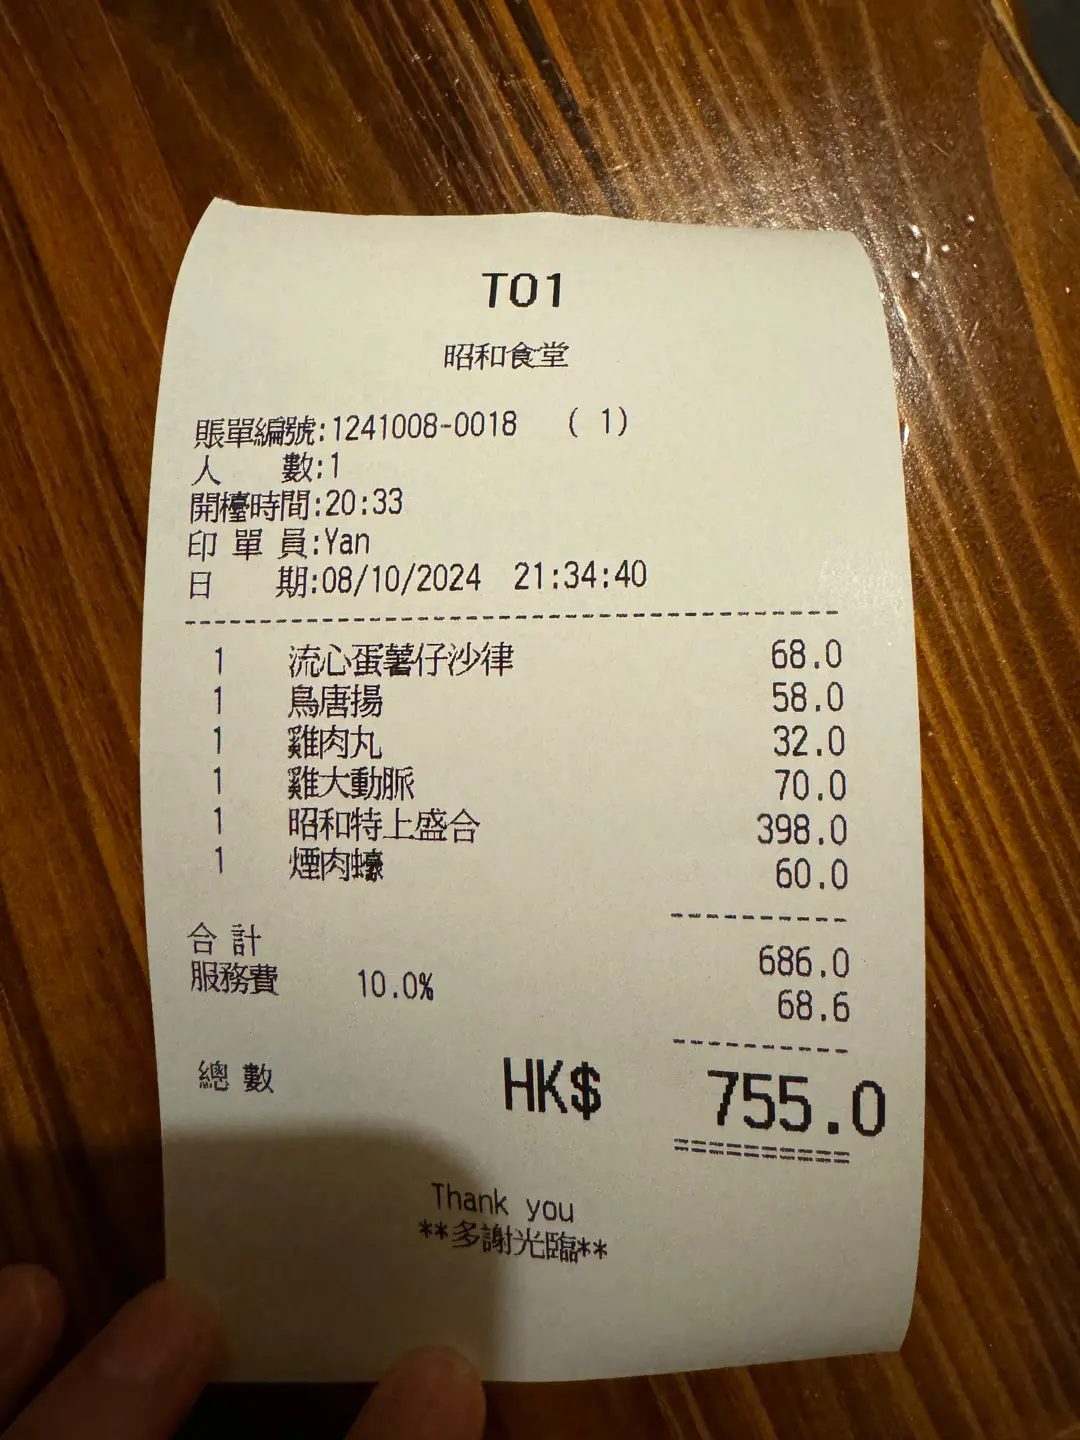 T01
昭和食堂
賬單編號:1241008-0018 ( 1)
人 數:1
開檯時間:20:33
印 單 員:Yan
日 期:08/10/2024 21:34:40
1 流心蛋薯仔沙律 68.0
1 鳥唐揚 58.0
1 雞肉丸 32.0
1 雞大動脈 70.0
1 昭和特上盛合 398.0
1 煙肉蠔 60.0
合 計 686.0
服務費 10.0% 68.6
總 數 HK$ 755.0
Thank you
**多謝光臨**